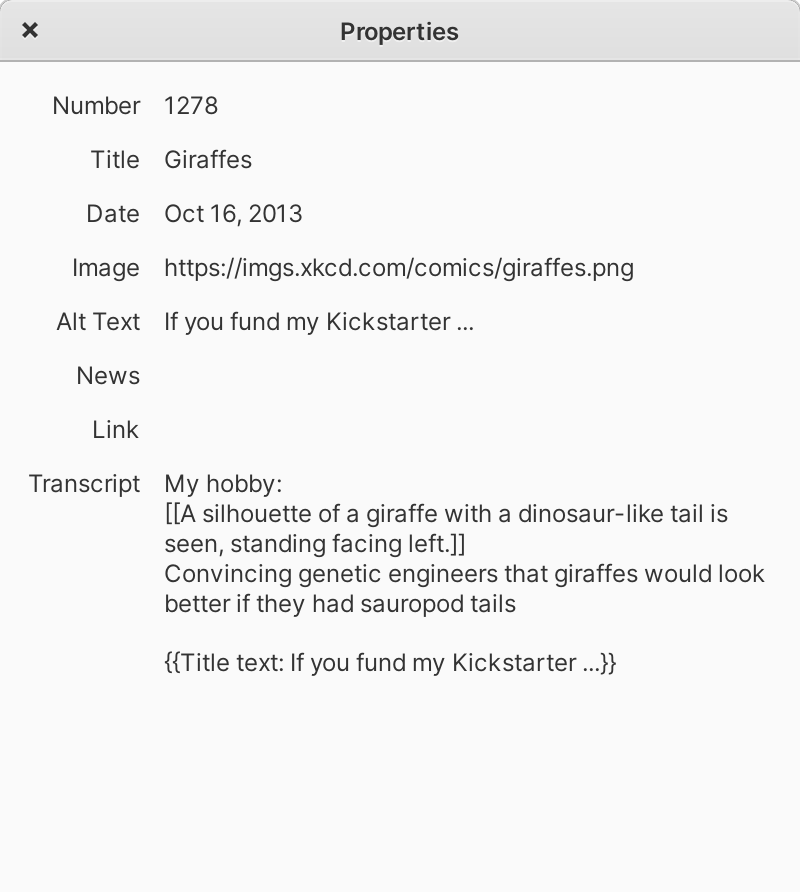 Properties
Number 1278
Title Giraffes
Date Oct 16, 2013
Image https://imgs.xkcd.com/comics/giraffes.png
Alt Text If you fund my Kickstarter ...
News
Link
Transcript My hobby:
[[A silhouette of a giraffe with a dinosaur-like tail is
seen, standing facing left.]]
Convincing genetic engineers that giraffes would look
better if they had sauropod tails
{{Title text: If you fund my Kickstarter ...}}